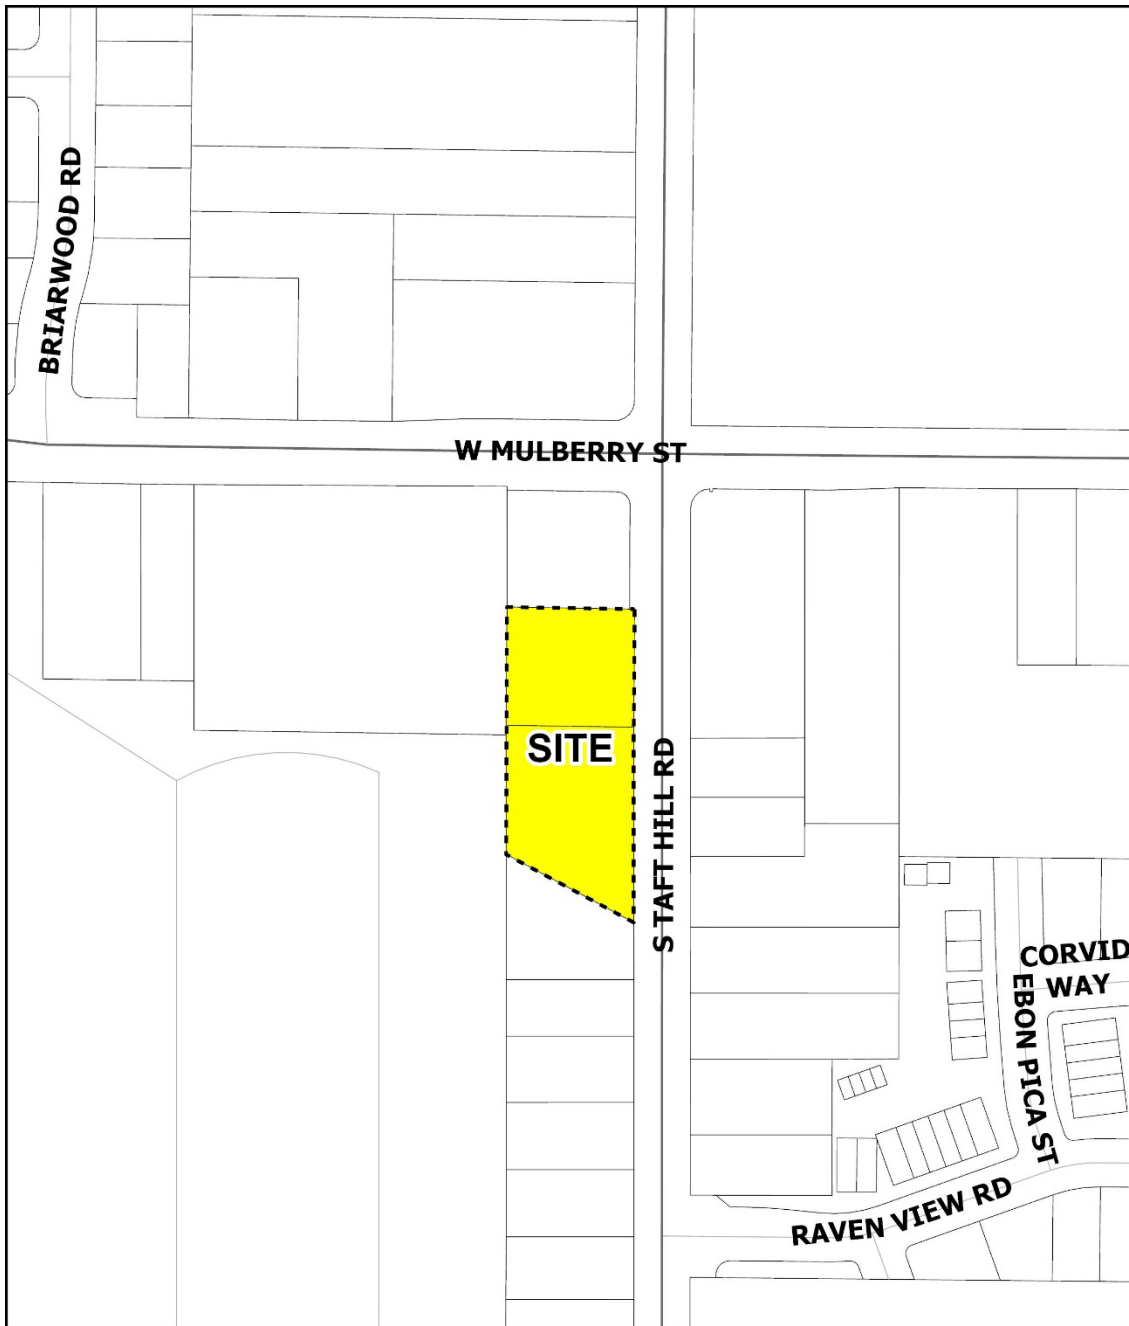 BRIARWOOD RD
W MULBERRY ST
SITE
S TAFT HILL RD
CORVID
WAY
EBON PICA ST
RAVEN VIEW RD